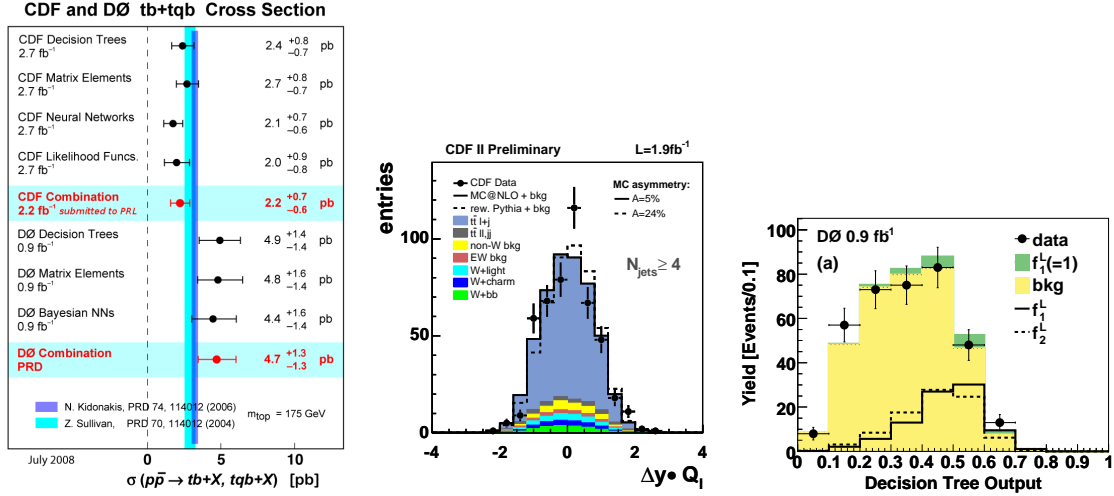 CDF and DØ tb+tqb Cross Section
CDF Decision Trees 2.4 +0.8 −0.7 pb
2.7 fb⁻¹
CDF Matrix Elements 2.7 +0.8 −0.7 pb
2.7 fb⁻¹
CDF Neural Networks 2.1 +0.7 −0.6 pb
2.7 fb⁻¹
CDF Likelihood Funcs. 2.0 +0.9 −0.8 pb
2.7 fb⁻¹
CDF Combination 2.2 +0.7 −0.6 pb
2.2 fb⁻¹ submitted to PRL
DØ Decision Trees 4.9 +1.4 −1.4 pb
0.9 fb⁻¹
DØ Matrix Elements 4.8 +1.6 −1.4 pb
0.9 fb⁻¹
DØ Bayesian NNs 4.4 +1.6 −1.4 pb
0.9 fb⁻¹
DØ Combination 4.7 +1.3 −1.3 pb
PRD
N. Kidonakis, PRD 74, 114012 (2006)
Z. Sullivan, PRD 70, 114012 (2004)
m_top = 175 GeV
July 2008
0 5 10
σ (pp̄ → tb+X, tqb+X) [pb]
CDF II Preliminary L=1.9fb⁻¹
entries
CDF Data
MC@NLO + bkg
rew. Pythia + bkg
tt̄ l+j
tt̄ ll,jj
non-W bkg
EW bkg
W+light
W+charm
W+bb
MC asymmetry:
A=5%
A=24%
N_jets ≥ 4
100
50
0
-4 -2 0 2 4
Δy• Q_l
DØ 0.9 fb¹
(a)
data
f₁ᴸ(=1)
bkg
f₁ᴸ
f₂ᴸ
Yield [Events/0.1]
100
80
60
40
20
0
0 0.1 0.2 0.3 0.4 0.5 0.6 0.7 0.8 0.9 1
Decision Tree Output